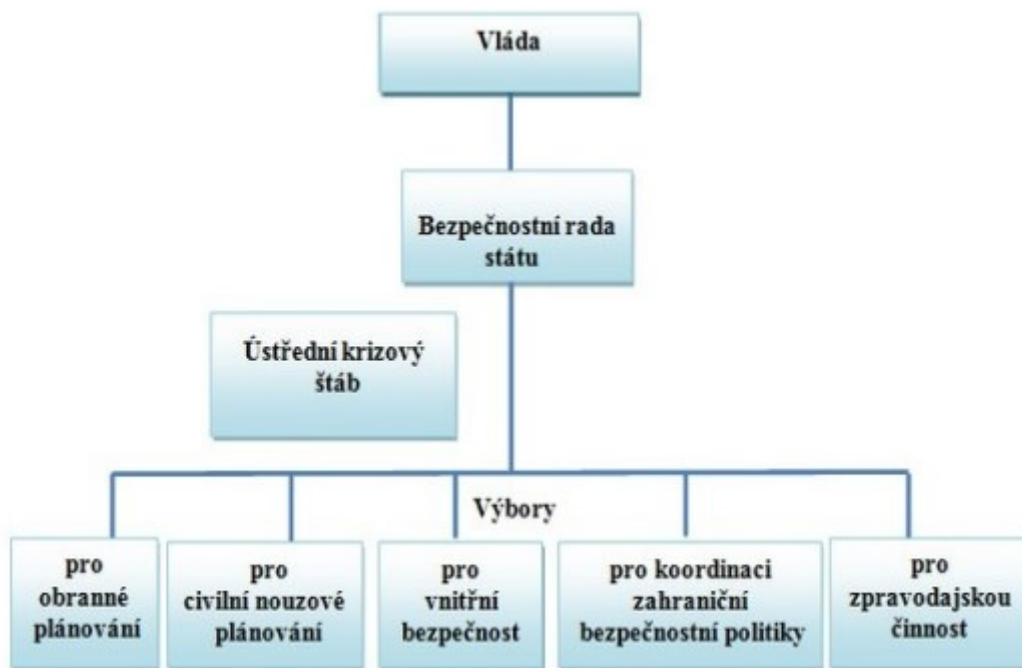 Vláda
Bezpečnostní rada
státu
Ústřední krizový
štáb
Výbory
pro
obranné
plánování
pro
civilní nouzové
plánování
pro
vnitřní
bezpečnost
pro koordinaci
zahraniční
bezpečnostní politiky
pro
zpravodajskou
činnost